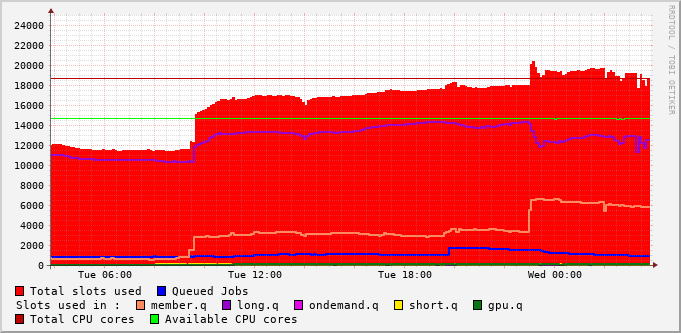 RRDTOOL / TOBI OETIKER
24000
22000
20000
18000
16000
14000
12000
10000
8000
6000
4000
2000
0
Tue 06:00 Tue 12:00 Tue 18:00 Wed 00:00
Total slots used Queued Jobs
Slots used in : member.q long.q ondemand.q short.q gpu.q
Total CPU cores Available CPU cores